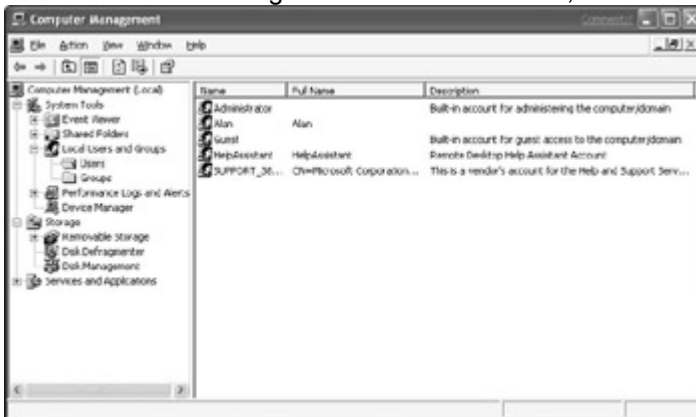 Computer Management
File Action View Window Help
Computer Management (Local)
System Tools
Event Viewer
Shared Folders
Local Users and Groups
Users
Groups
Performance Logs and Alerts
Device Manager
Storage
Removable Storage
Disk Defragmenter
Disk Management
Services and Applications
Name Full Name Description
Administrator Built-in account for administering the computer/domain
Alan Alan
Guest Built-in account for guest access to the computer/domain
HelpAssistant HelpAssistant Remote Desktop Help Assistant Account
SUPPORT_38... CN=Microsoft Corporation... This is a vendor's account for the Help and Support Serv...